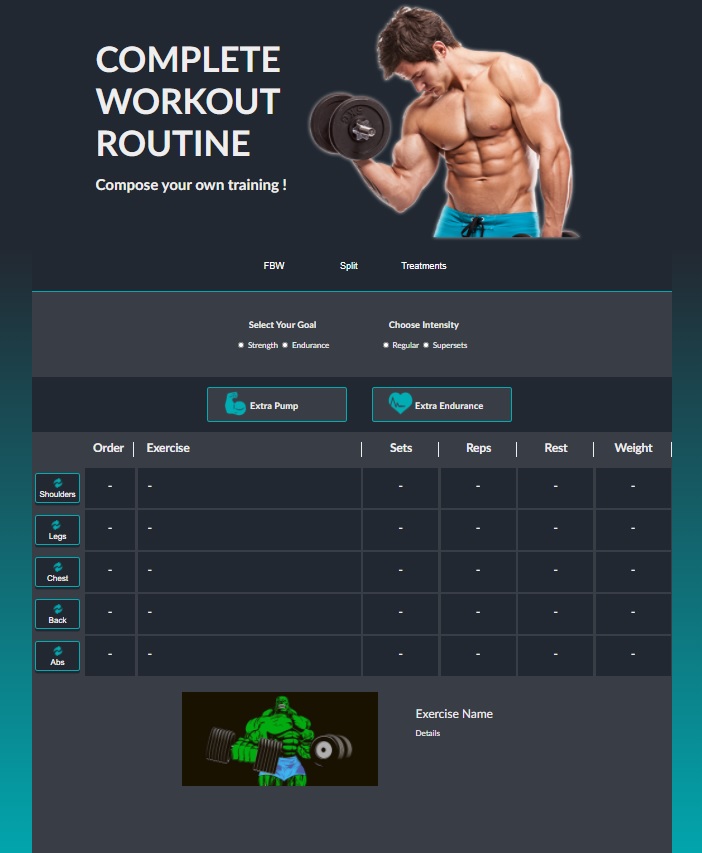 COMPLETE
WORKOUT
ROUTINE
Compose your own training !
FBW Split Treatments
Select Your Goal Choose Intensity
Strength Endurance Regular Supersets
Extra Pump Extra Endurance
Order Exercise Sets Reps Rest Weight
Shoulders - - - - - -
Legs - - - - - -
Chest - - - - - -
Back - - - - - -
Abs - - - - - -
Exercise Name
Details